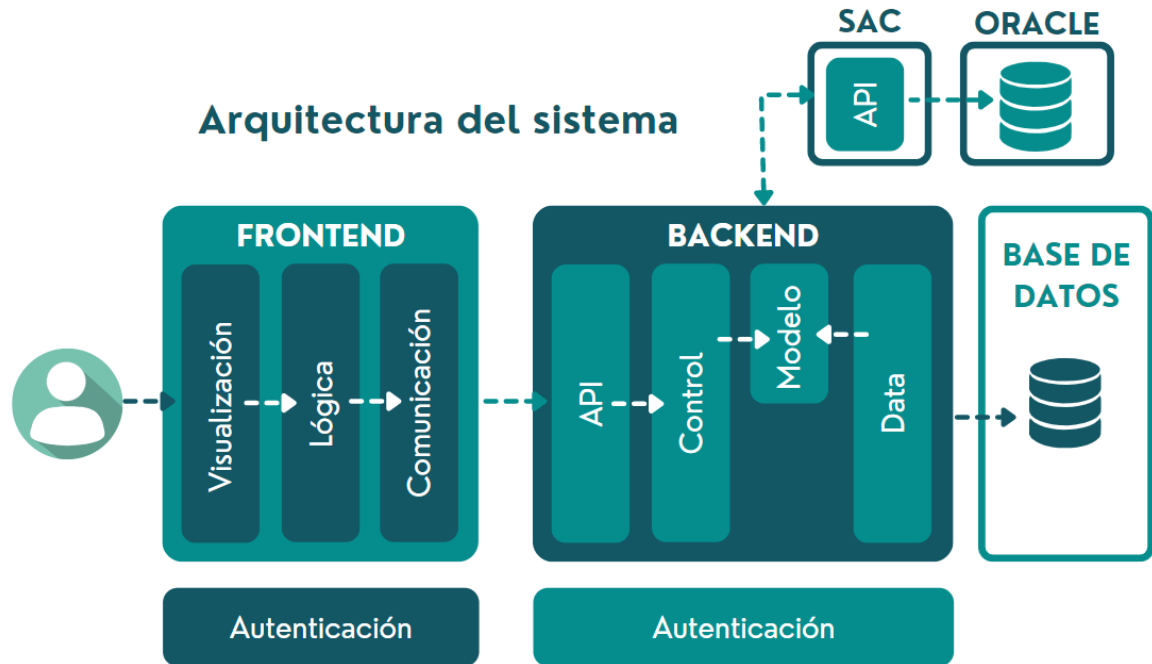 SAC
ORACLE
API
Arquitectura del sistema
FRONTEND
Visualización
Lógica
Comunicación
BACKEND
API
Control
Modelo
Data
BASE DE
DATOS
Autenticación
Autenticación